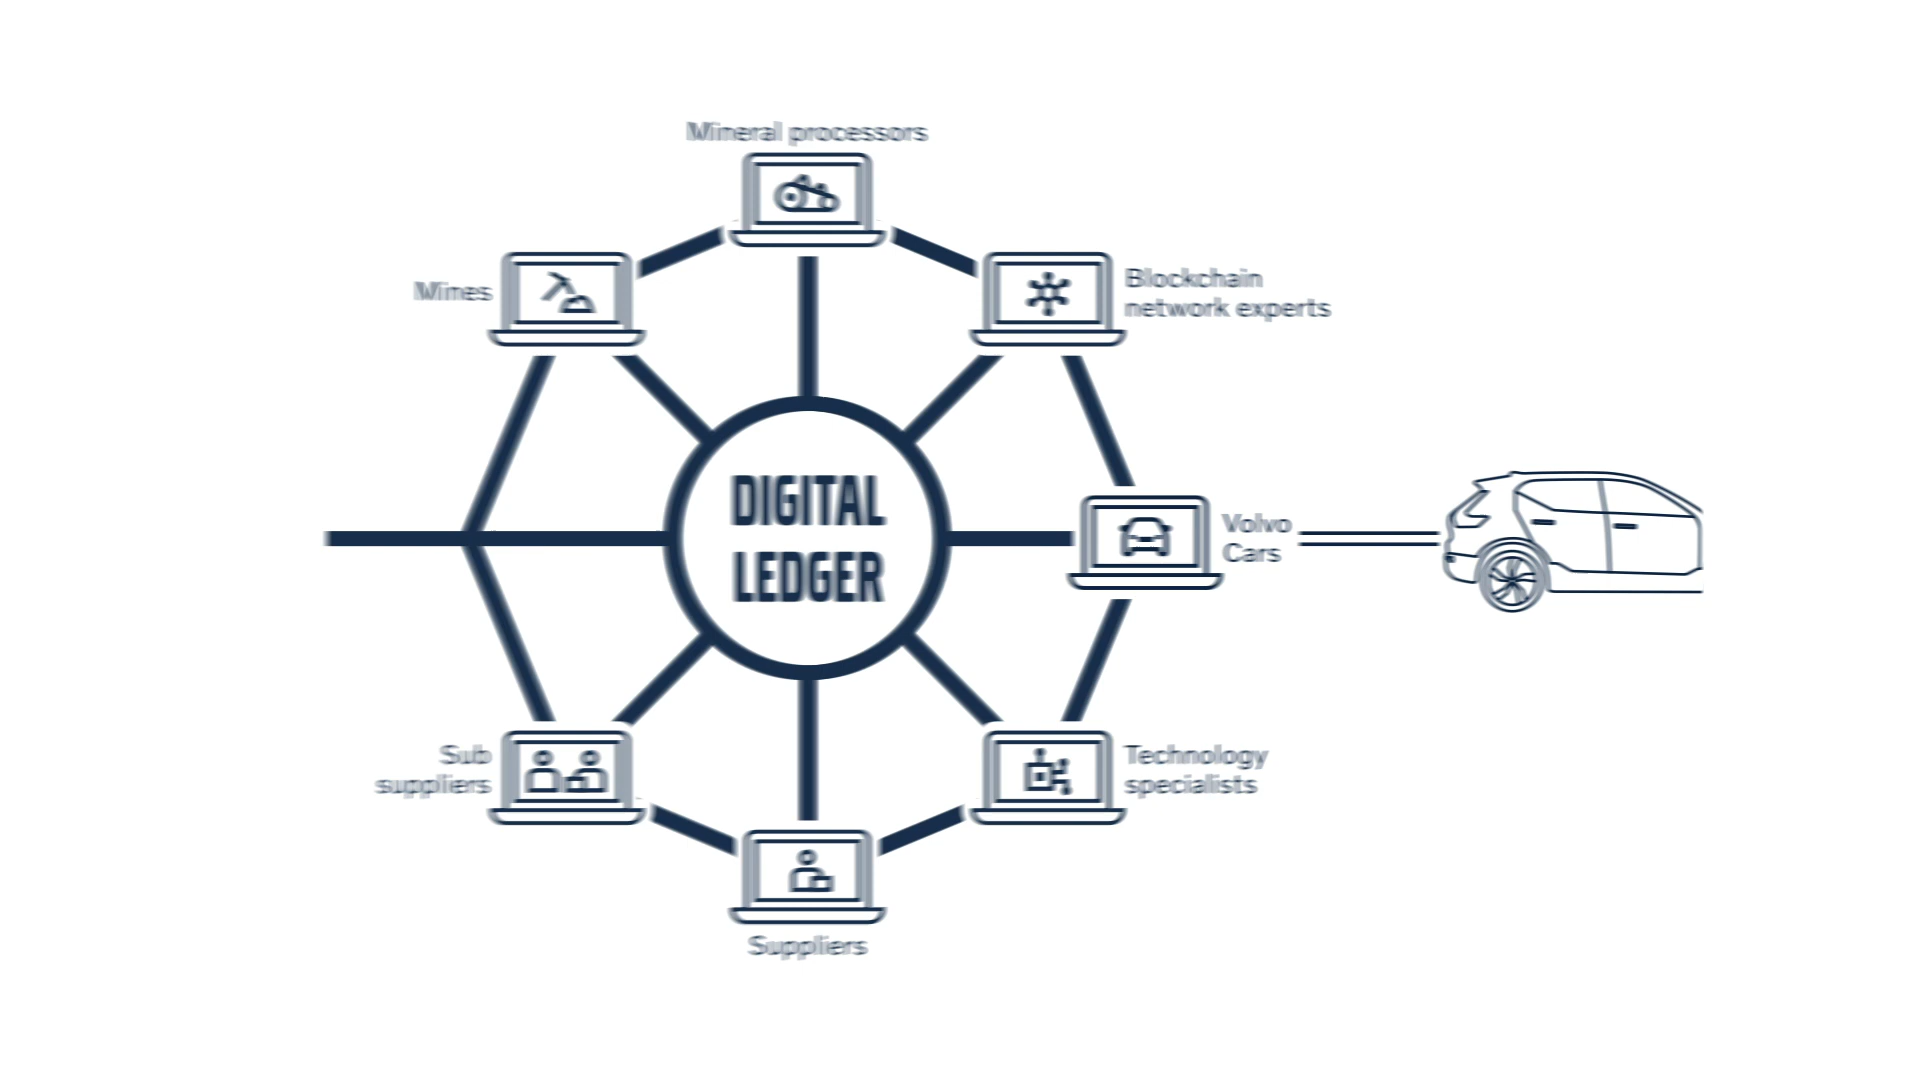 Mineral processors
Mines
Blockchain
network experts
DIGITAL
LEDGER
Volvo
Cars
Sub
suppliers
Technology
specialists
Suppliers